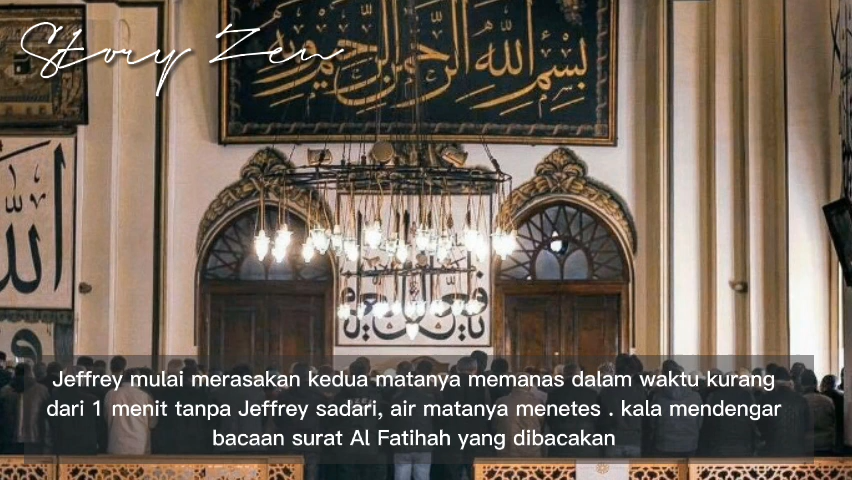 Story Zen
بسم الله الرحمن الرحيم
الله
Jeffrey mulai merasakan kedua matanya memanas dalam waktu kurang
dari 1 menit tanpa Jeffrey sadari, air matanya menetes . kala mendengar
bacaan surat Al Fatihah yang dibacakan